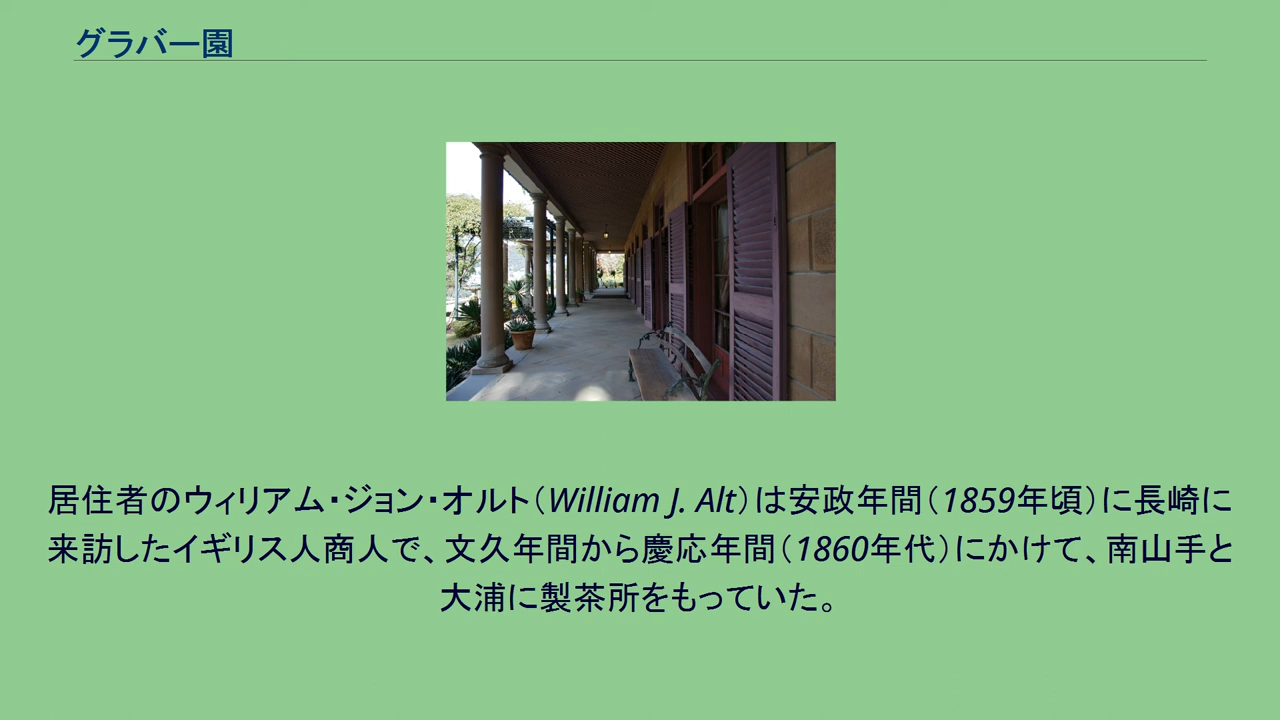 グラバー園
居住者のウィリアム・ジョン・オルト（William J. Alt）は安政年間（1859年頃）に長崎に
来訪したイギリス人商人で、文久年間から慶応年間（1860年代）にかけて、南山手と
大浦に製茶所をもっていた。